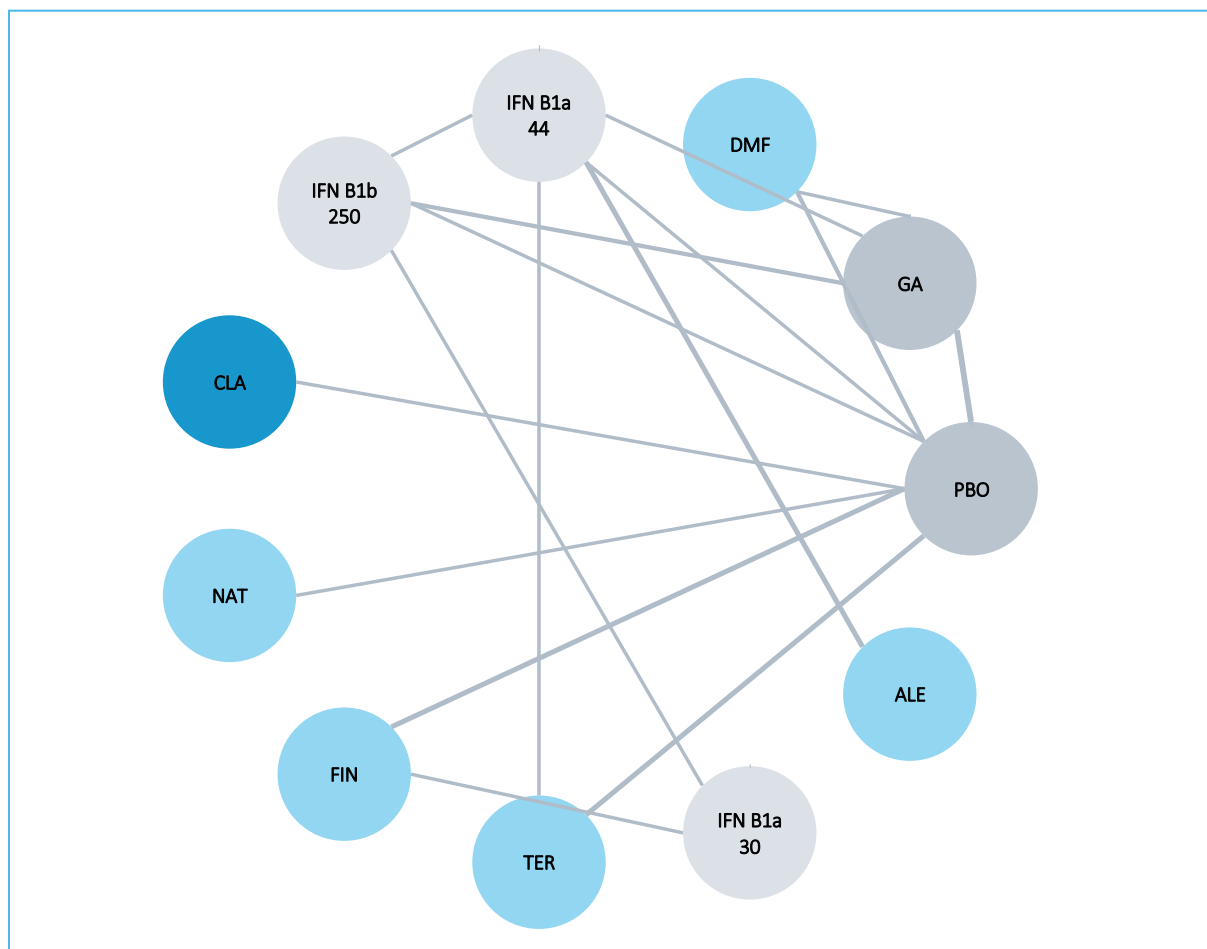 IFN B1a
44
DMF
IFN B1b
250
GA
CLA
PBO
NAT
ALE
FIN
IFN B1a
30
TER